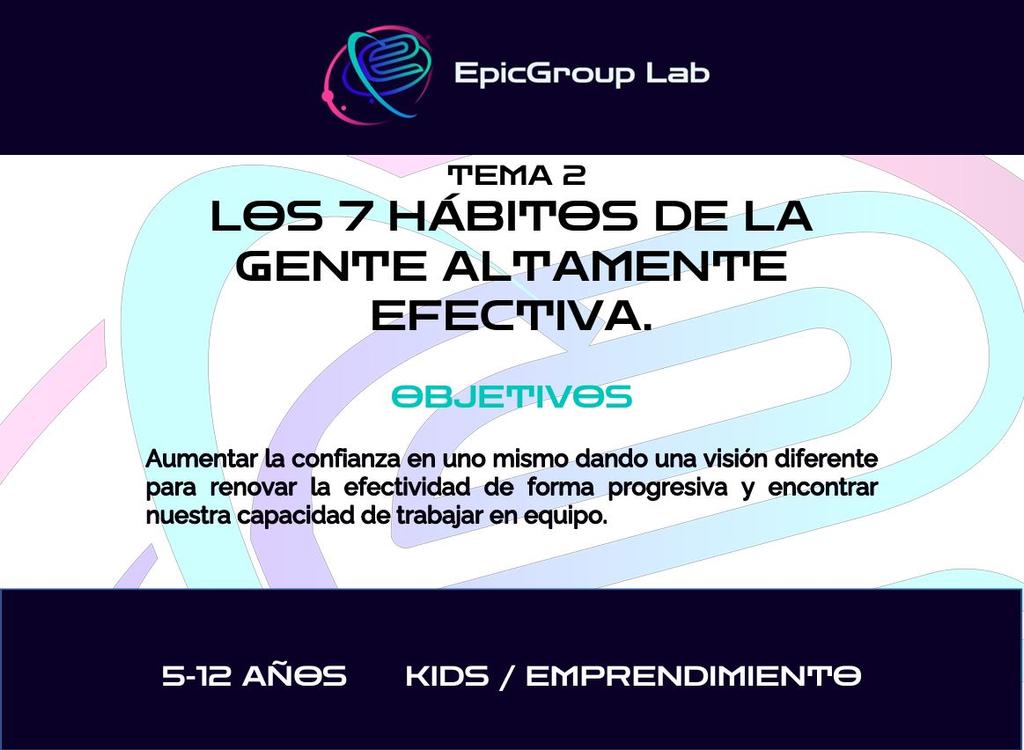 EpicGroup Lab
TEMA 2
LOS 7 HÁBITOS DE LA
GENTE ALTAMENTE
EFECTIVA.
OBJETIVOS
Aumentar la confianza en uno mismo dando una visión diferente
para renovar la efectividad de forma progresiva y encontrar
nuestra capacidad de trabajar en equipo.
5-12 AÑOS KIDS / EMPRENDIMIENTO